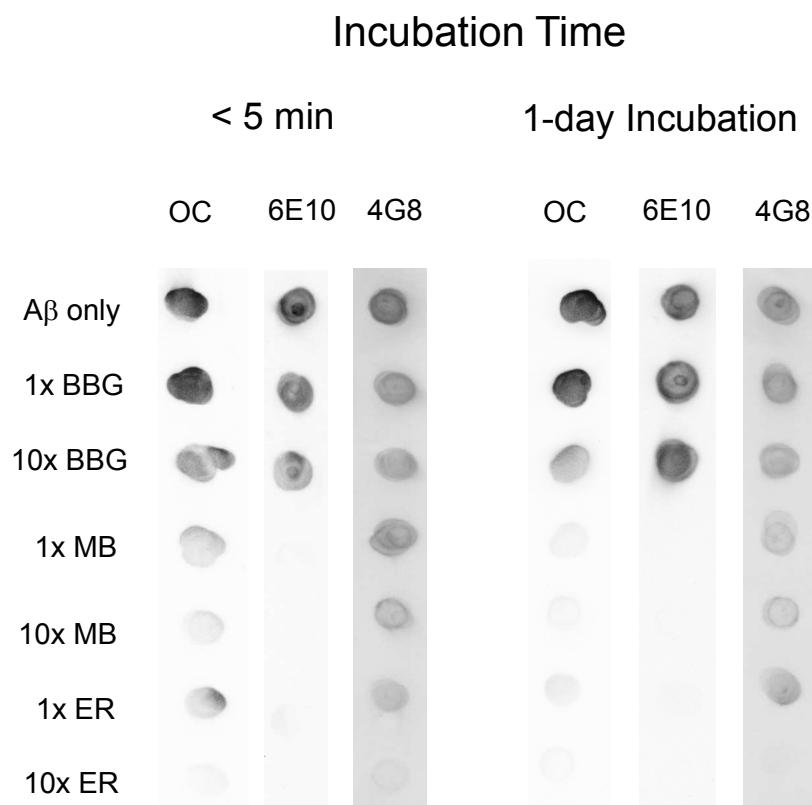 Incubation Time
< 5 min 1-day Incubation
OC 6E10 4G8 OC 6E10 4G8
Aβ only
1x BBG
10x BBG
1x MB
10x MB
1x ER
10x ER